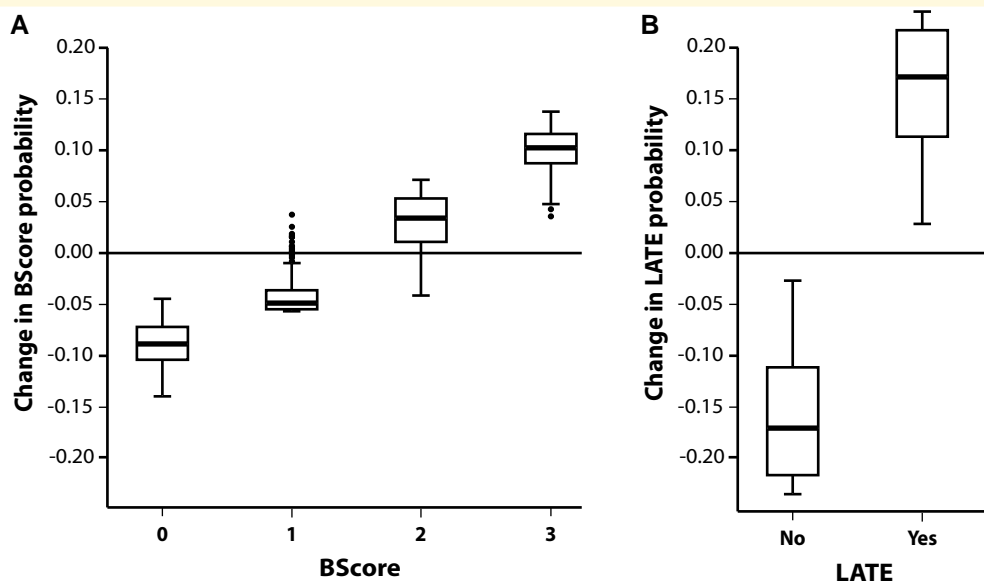 A
Change in BScore probability
0.20
0.15
0.10
0.05
0.00
-0.05
-0.10
-0.15
-0.20
0 1 2 3
BScore
B
Change in LATE probability
0.20
0.15
0.10
0.05
0.00
-0.05
-0.10
-0.15
-0.20
No Yes
LATE